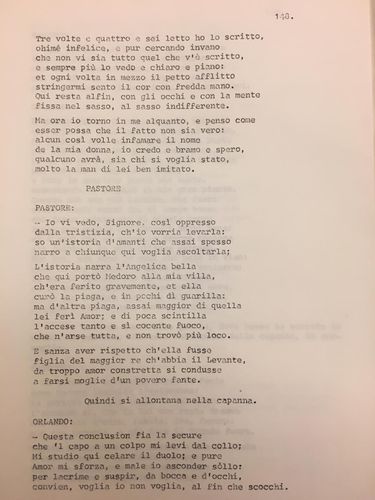 148.
Tre volte e quattro e sei letto ho lo scritto,
ohimé infelice, e pur cercando invano
che non vi sia tutto quel che v'è scritto,
e sempre più lo vedo e chiaro e piano:
et ogni volta in mezzo il petto afflitto
stringermi sento il cor con fredda mano.
Qui resta alfin, con gli occhi e con la mente
fissa nel sasso, al sasso indifferente.
Ma ora io torno in me alquanto, e penso come
esser possa che il fatto non sia vero:
alcun così volle infamare il nome
de la mia donna, io credo e bramo e spero,
qualcuno avrà, sia chi si voglia stato,
molto la man di lei ben imitato.
PASTORE
PASTORE:
— Io vi vedo, Signore, così oppresso
dalla tristizia, ch'io vorria levarla:
so un'istoria d'amanti che assai spesso
narro a chiunque qui voglia ascoltarla;
L'istoria narra l'Angelica bella
che qui portò Medoro alla mia villa,
ch'era ferito gravemente, et ella
curò la piaga, e in pochi dì guarilla:
ma d'altra piaga, assai maggior di quella
lei ferì Amor; e di poca scintilla
l'accese tanto e sì cocente fuoco,
che n'arse tutta, e non trovò più loco.
E sanza aver rispetto ch'ella fusse
figlia del maggior re ch'abbia il Levante,
da troppo amor constretta si condusse
a farsi moglie d'un povero fante.
Quindi si allontana nella capanna.
ORLANDO:
— Questa conclusion fia la secure
che 'l capo a un colpo mi levi dal collo;
Mi studio qui celare il duolo; e pure
Amor mi sforza, e male io asconder sòllo:
per lacrime e suspir, da bocca e d'occhi,
convien, voglia io non voglia, al fin che scocchi.